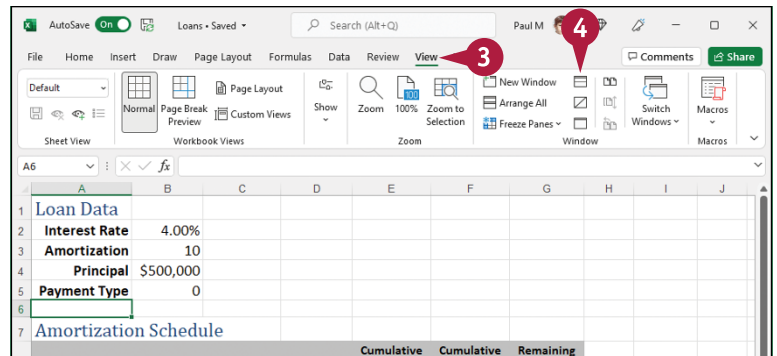 AutoSave On Loans • Saved Search (Alt+Q) Paul M
4
File Home Insert Draw Page Layout Formulas Data Review View Comments Share
3
Default
Normal
Page Break Preview
Page Layout
Custom Views
Show
Zoom
100%
Zoom to Selection
New Window
Arrange All
Freeze Panes
Switch Windows
Macros
Sheet View Workbook Views Zoom Window Macros
A6 fx
A B C D E F G H I J
1 Loan Data
2 Interest Rate 4.00%
3 Amortization 10
4 Principal $500,000
5 Payment Type 0
6
7 Amortization Schedule
Cumulative Cumulative Remaining